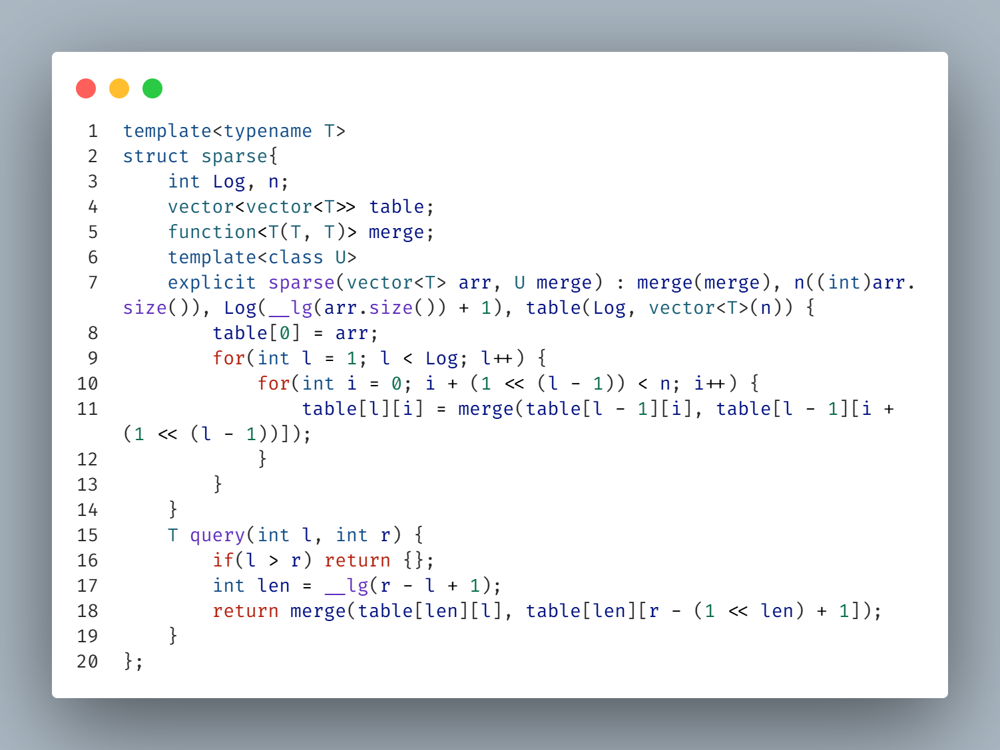 1 template<typename T>
2 struct sparse{
3     int Log, n;
4     vector<vector<T>> table;
5     function<T(T, T)> merge;
6     template<class U>
7     explicit sparse(vector<T> arr, U merge) : merge(merge), n((int)arr.
size()), Log(__lg(arr.size()) + 1), table(Log, vector<T>(n)) {
8         table[0] = arr;
9         for(int l = 1; l < Log; l++) {
10             for(int i = 0; i + (1 << (l - 1)) < n; i++) {
11                 table[l][i] = merge(table[l - 1][i], table[l - 1][i +
(1 << (l - 1))]);
12             }
13         }
14     }
15     T query(int l, int r) {
16         if(l > r) return {};
17         int len = __lg(r - l + 1);
18         return merge(table[len][l], table[len][r - (1 << len) + 1]);
19     }
20 };